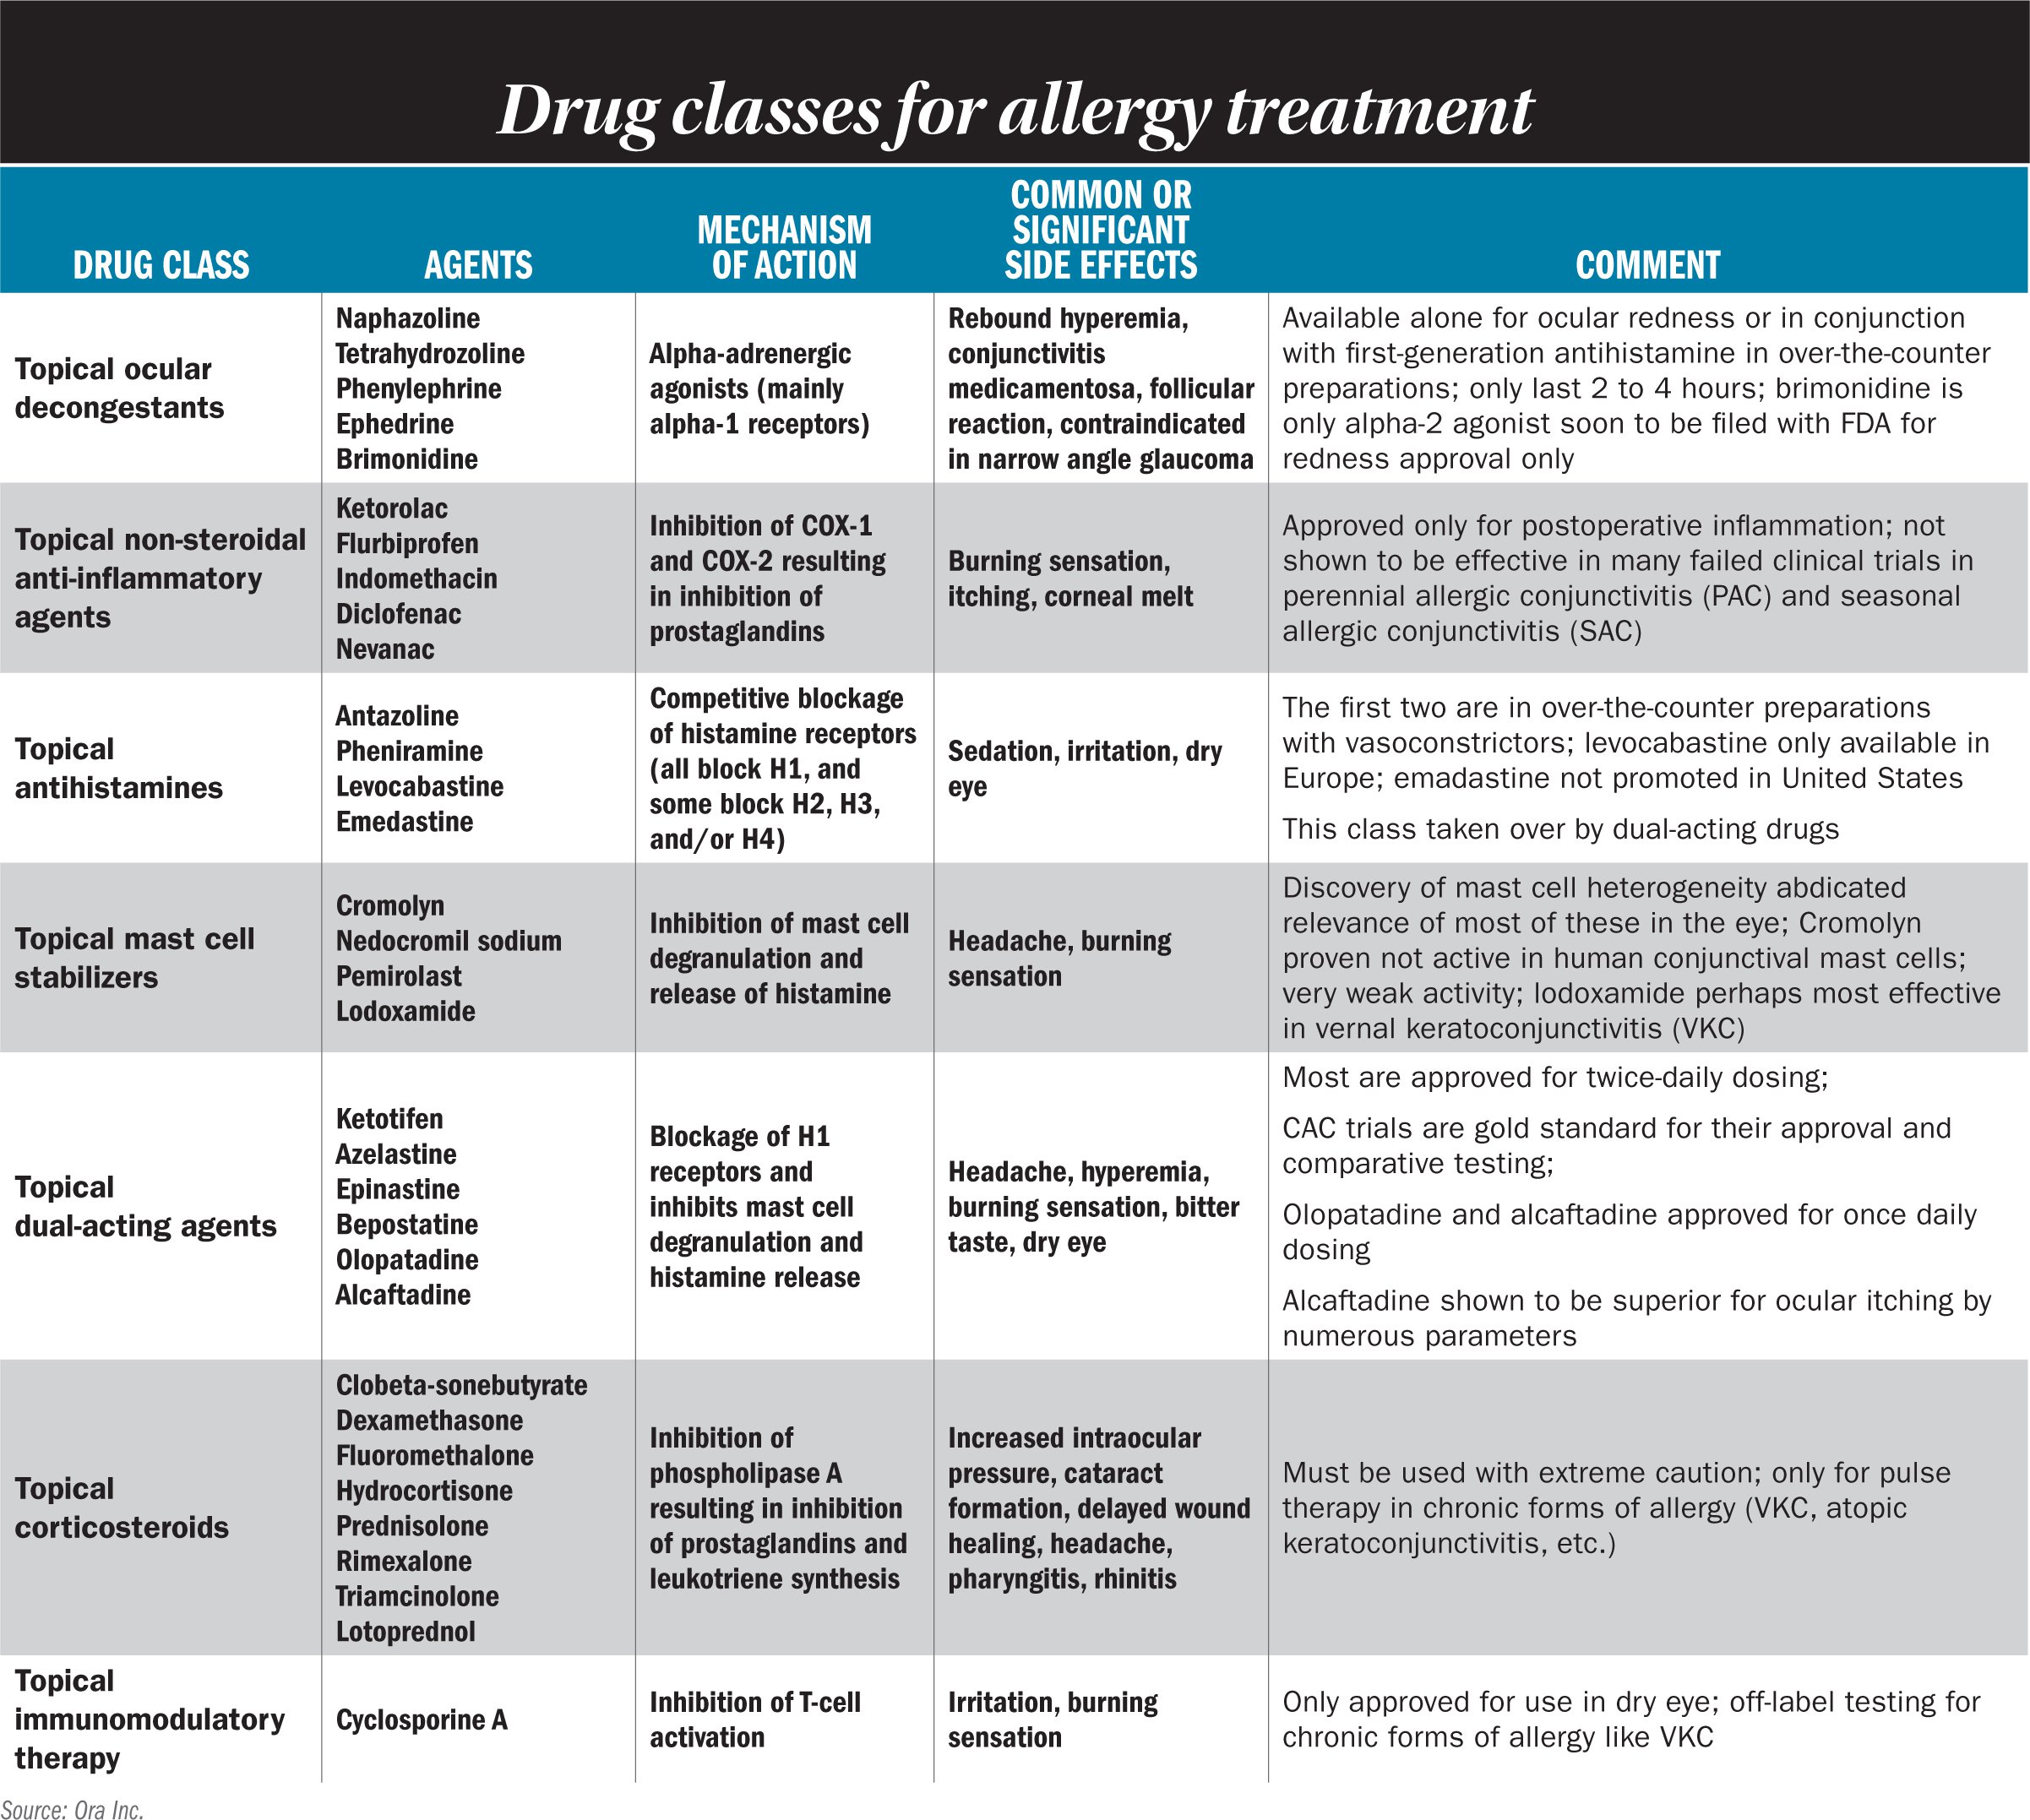 Drug classes for allergy treatment
DRUG CLASS
AGENTS
MECHANISM
OF ACTION
COMMON OR
SIGNIFICANT
SIDE EFFECTS
COMMENT
Topical ocular
decongestants
Naphazoline
Tetrahydrozoline
Phenylephrine
Ephedrine
Brimonidine
Alpha-adrenergic
agonists (mainly
alpha-1 receptors)
Rebound hyperemia,
conjunctivitis
medicamentosa, follicular
reaction, contraindicated
in narrow angle glaucoma
Available alone for ocular redness or in conjunction
with first-generation antihistamine in over-the-counter
preparations; only last 2 to 4 hours; brimonidine is
only alpha-2 agonist soon to be filed with FDA for
redness approval only
Topical non-steroidal
anti-inflammatory
agents
Ketorolac
Flurbiprofen
Indomethacin
Diclofenac
Nevanac
Inhibition of COX-1
and COX-2 resulting
in inhibition of
prostaglandins
Burning sensation,
itching, corneal melt
Approved only for postoperative inflammation; not
shown to be effective in many failed clinical trials in
perennial allergic conjunctivitis (PAC) and seasonal
allergic conjunctivitis (SAC)
Topical
antihistamines
Antazoline
Pheniramine
Levocabastine
Emedastine
Competitive blockage
of histamine receptors
(all block H1, and
some block H2, H3,
and/or H4)
Sedation, irritation, dry
eye
The first two are in over-the-counter preparations
with vasoconstrictors; levocabastine only available in
Europe; emadastine not promoted in United States
This class taken over by dual-acting drugs
Topical mast cell
stabilizers
Cromolyn
Nedocromil sodium
Pemirolast
Lodoxamide
Inhibition of mast cell
degranulation and
release of histamine
Headache, burning
sensation
Discovery of mast cell heterogeneity abdicated
relevance of most of these in the eye; Cromolyn
proven not active in human conjunctival mast cells;
very weak activity; lodoxamide perhaps most effective
in vernal keratoconjunctivitis (VKC)
Topical
dual-acting agents
Ketotifen
Azelastine
Epinastine
Bepostatine
Olopatadine
Alcaftadine
Blockage of H1
receptors and
inhibits mast cell
degranulation and
histamine release
Headache, hyperemia,
burning sensation, bitter
taste, dry eye
Most are approved for twice-daily dosing;
CAC trials are gold standard for their approval and
comparative testing;
Olopatadine and alcaftadine approved for once daily
dosing
Alcaftadine shown to be superior for ocular itching by
numerous parameters
Topical
corticosteroids
Clobeta-sonebutyrate
Dexamethasone
Fluoromethalone
Hydrocortisone
Prednisolone
Rimexalone
Triamcinolone
Lotoprednol
Inhibition of
phospholipase A
resulting in inhibition
of prostaglandins and
leukotriene synthesis
Increased intraocular
pressure, cataract
formation, delayed wound
healing, headache,
pharyngitis, rhinitis
Must be used with extreme caution; only for pulse
therapy in chronic forms of allergy (VKC, atopic
keratoconjunctivitis, etc.)
Topical
immunomodulatory
therapy
Cyclosporine A
Inhibition of T-cell
activation
Irritation, burning
sensation
Only approved for use in dry eye; off-label testing for
chronic forms of allergy like VKC
Source: Ora Inc.